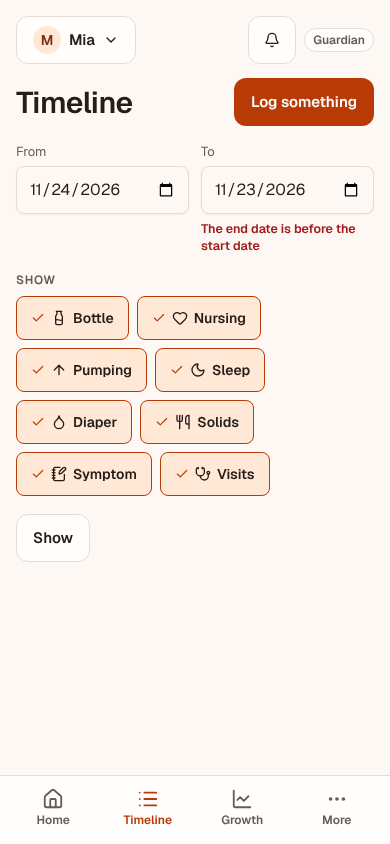 M Mia
Guardian
Timeline
Log something
From
To
11/24/2026
11/23/2026
The end date is before the
start date
SHOW
Bottle
Nursing
Pumping
Sleep
Diaper
Solids
Symptom
Visits
Show
Home
Timeline
Growth
More